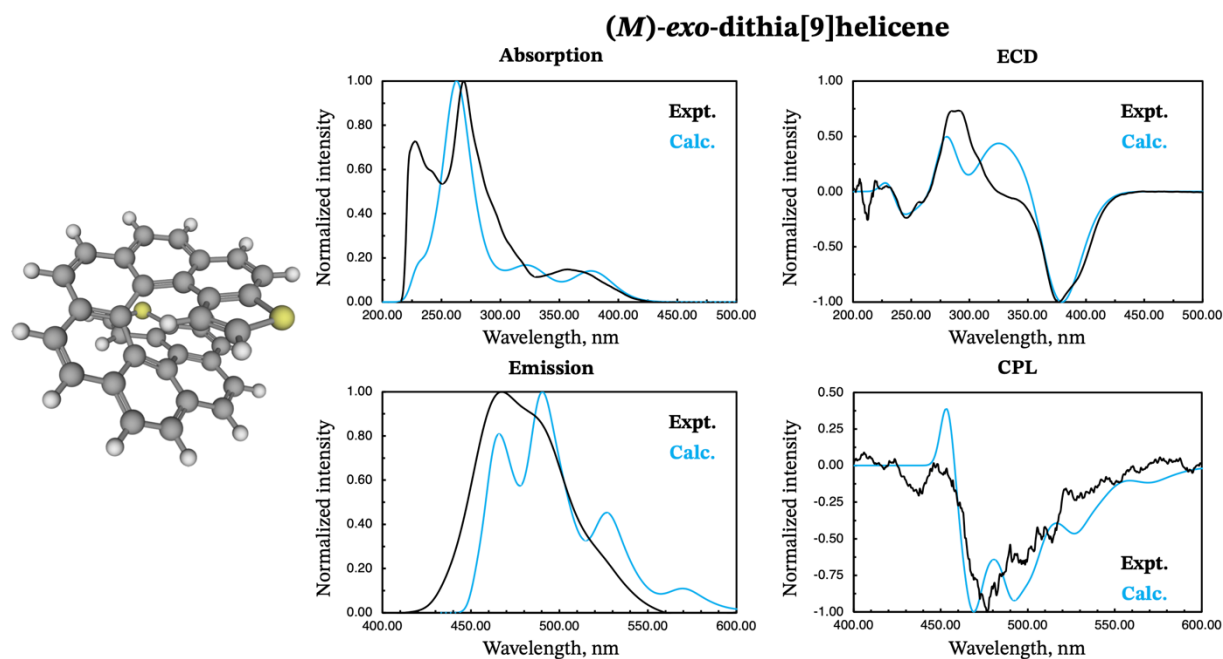 (M)-exo-dithia[9]helicene
Absorption
Normalized intensity
1.00
0.80
0.60
0.40
0.20
0.00
200.00 250.00 300.00 350.00 400.00 450.00 500.00
Wavelength, nm
Expt.
Calc.
ECD
Normalized intensity
1.00
0.50
0.00
-0.50
-1.00
200.00 250.00 300.00 350.00 400.00 450.00 500.00
Wavelength, nm
Expt.
Calc.
Emission
Normalized intensity
1.00
0.80
0.60
0.40
0.20
0.00
400.00 450.00 500.00 550.00 600.00
Wavelength, nm
Expt.
Calc.
CPL
Normalized intensity
0.50
0.25
0.00
-0.25
-0.50
-0.75
-1.00
400.00 450.00 500.00 550.00 600.00
Wavelength, nm
Expt.
Calc.